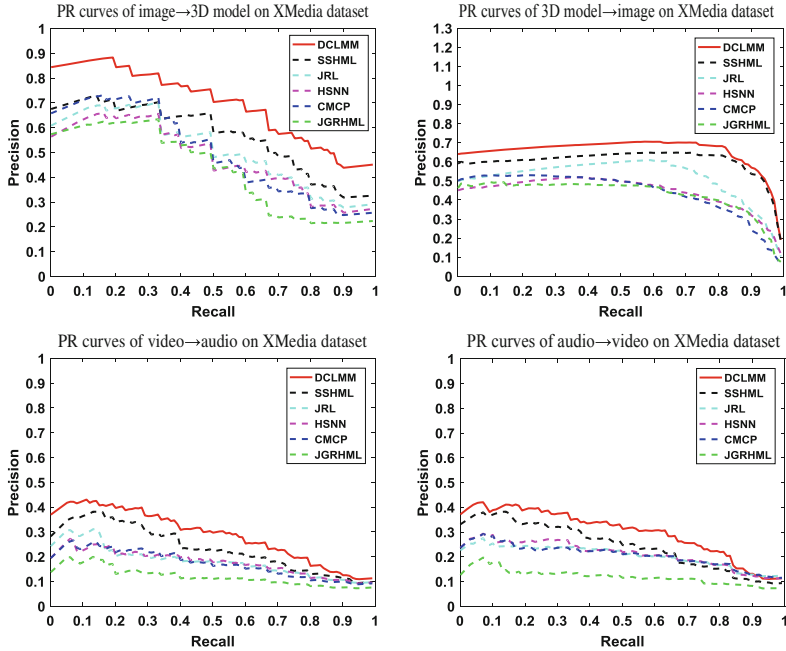 PR curves of image→3D model on XMedia dataset
1
0.9
0.8
0.7
0.6
0.5
0.4
0.3
0.2
0.1
0
Precision
DCLMM
SSHML
JRL
HSNN
CMCP
JGRHML
0 0.1 0.2 0.3 0.4 0.5 0.6 0.7 0.8 0.9 1
Recall
PR curves of 3D model→image on XMedia dataset
1.3
1.2
1.1
1
0.9
0.8
0.7
0.6
0.5
0.4
0.3
0.2
0.1
0
Precision
DCLMM
SSHML
JRL
HSNN
CMCP
JGRHML
0 0.1 0.2 0.3 0.4 0.5 0.6 0.7 0.8 0.9 1
Recall
PR curves of video→audio on XMedia dataset
1
0.9
0.8
0.7
0.6
0.5
0.4
0.3
0.2
0.1
0
Precision
DCLMM
SSHML
JRL
HSNN
CMCP
JGRHML
0 0.1 0.2 0.3 0.4 0.5 0.6 0.7 0.8 0.9 1
Recall
PR curves of audio→video on XMedia dataset
1
0.9
0.8
0.7
0.6
0.5
0.4
0.3
0.2
0.1
0
Precision
DCLMM
SSHML
JRL
HSNN
CMCP
JGRHML
0 0.1 0.2 0.3 0.4 0.5 0.6 0.7 0.8 0.9 1
Recall